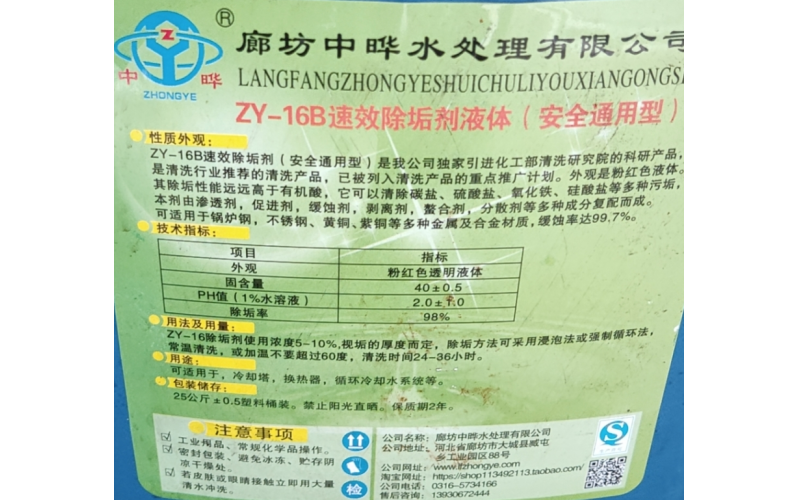 ®
中 Z 晔
ZHONGYE
廊坊中晔水处理有限公司
LANGFANGZHONGYESHUICHULIYOUXIANGONGS
ZY-16B速效除垢剂液体（安全通用型）
性质外观：
ZY-16B速效除垢剂（安全通用型）是我公司独家引进化工部清洗研究院的科研产品，
是清洗行业推荐的清洗产品，已被列入清洗产品的重点推广计划。外观是粉红色液体。
其除垢性能远远高于有机酸，它可以清除碳盐、硫酸盐、氧化铁、硅酸盐等多种污垢，
本剂由渗透剂，促进剂，缓蚀剂，剥离剂，螯合剂，分散剂等多种成分复配而成。
可适用于锅炉钢，不锈钢、黄铜、紫铜等多种金属及合金材质，缓蚀率达99.7%。
技术指标：
项目 指标
外观 粉红色透明液体
固含量 40±0.5
PH值（1%水溶液） 2.0±1.0
除垢率 98%
用法及用量：
ZY-16除垢剂使用浓度5-10%，视垢的厚度而定，除垢方法可采用浸泡法或强制循环法，
常温清洗，或加温不要超过60度，清洗时间24-36小时。
用途：
可适用于，冷却塔，换热器，循环冷却水系统等。
包装储存：
25公斤±0.5塑料桶装。禁止阳光直晒。保质期2年。
注意事项
工业用品、常规化学品操作。
密封包装、避免冰冻、贮存阴
凉干燥处。
若皮肤或眼睛接触立即用大量
清水冲洗。
检
公司名称：廊坊中晔水处理有限公司
公司地址：河北省廊坊市大城县臧屯
乡工业园区88号
公司网址：www.lfzhongye.com
淘宝网址：https://shop113492113.taobao.com/
公司电话：0316-5734166
售后咨询：13930672444